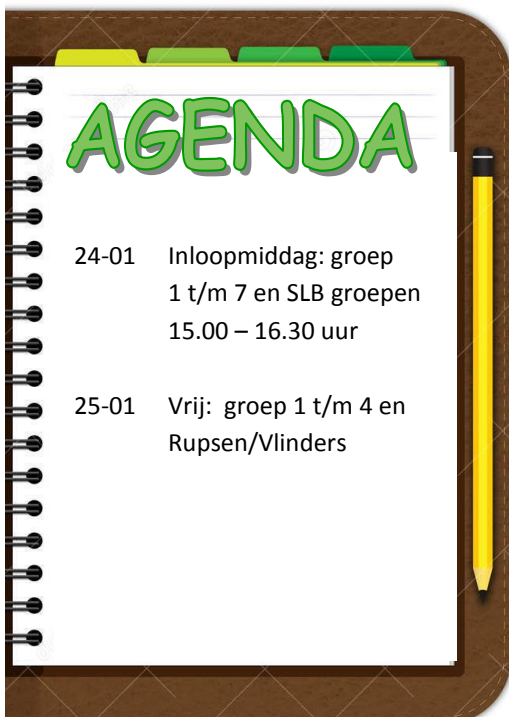 AGENDA
24-01 Inloopmiddag: groep
1 t/m 7 en SLB groepen
15.00 – 16.30 uur
25-01 Vrij: groep 1 t/m 4 en
Rupsen/Vlinders